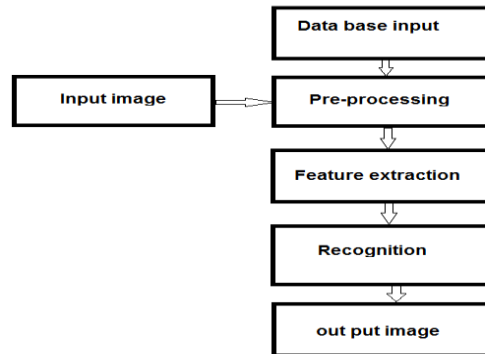 Data base input
Input image
Pre-processing
Feature extraction
Recognition
out put image